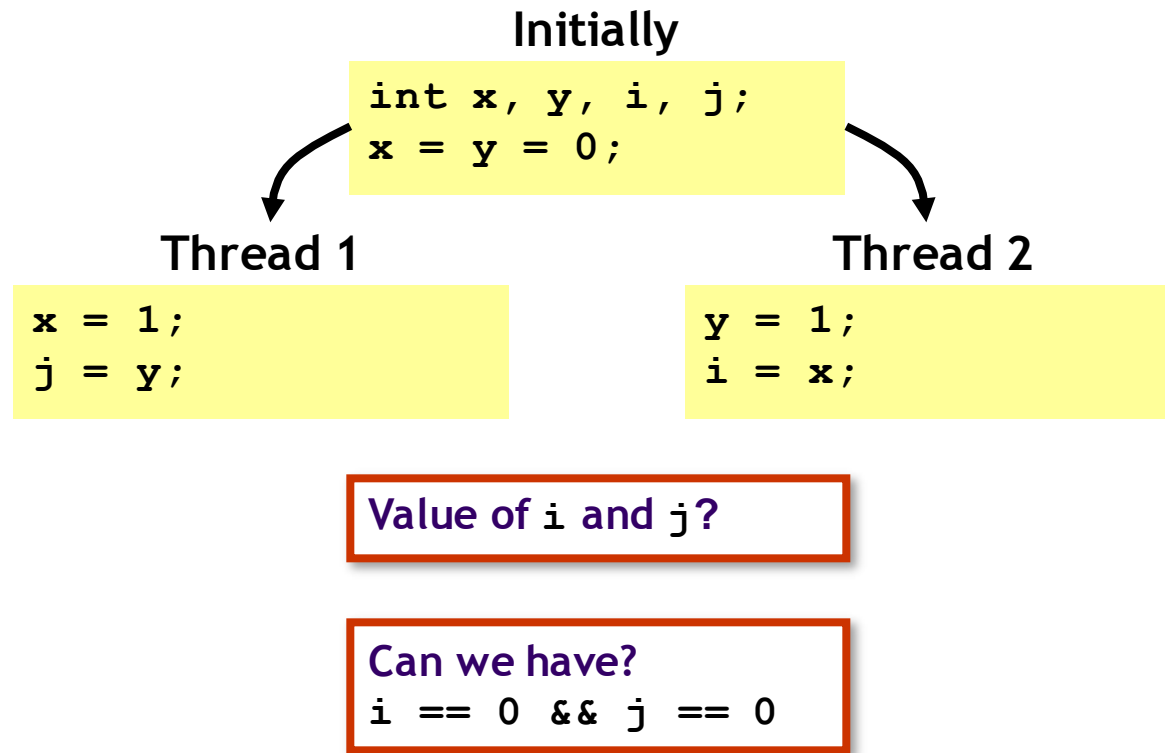 Initially
int x, y, i, j;
x = y = 0;
Thread 1
x = 1;
j = y;
Thread 2
y = 1;
i = x;
Value of i and j?
Can we have?
i == 0 && j == 0